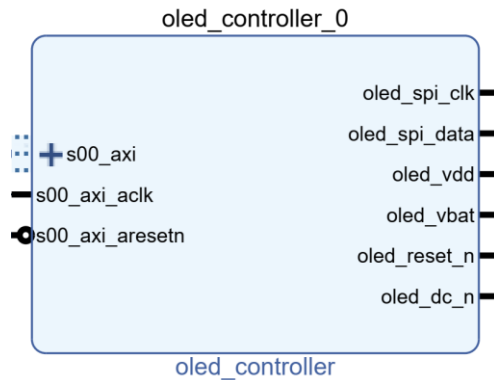 oled_controller_0
s00_axi
s00_axi_aclk
s00_axi_aresetn
oled_spi_clk
oled_spi_data
oled_vdd
oled_vbat
oled_reset_n
oled_dc_n
oled_controller